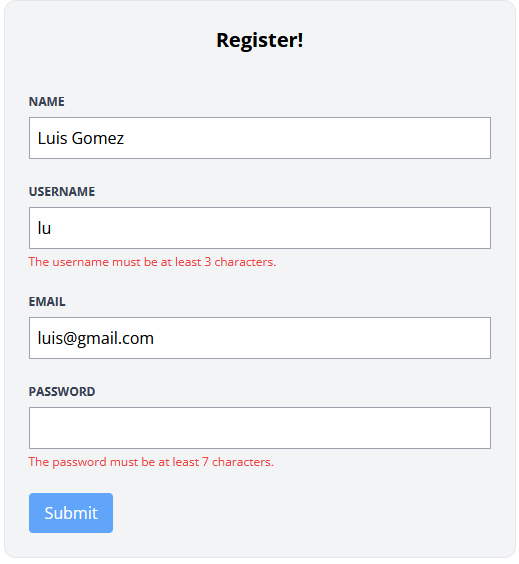 Register!
NAME
Luis Gomez
USERNAME
lu
The username must be at least 3 characters.
EMAIL
luis@gmail.com
PASSWORD
The password must be at least 7 characters.
Submit